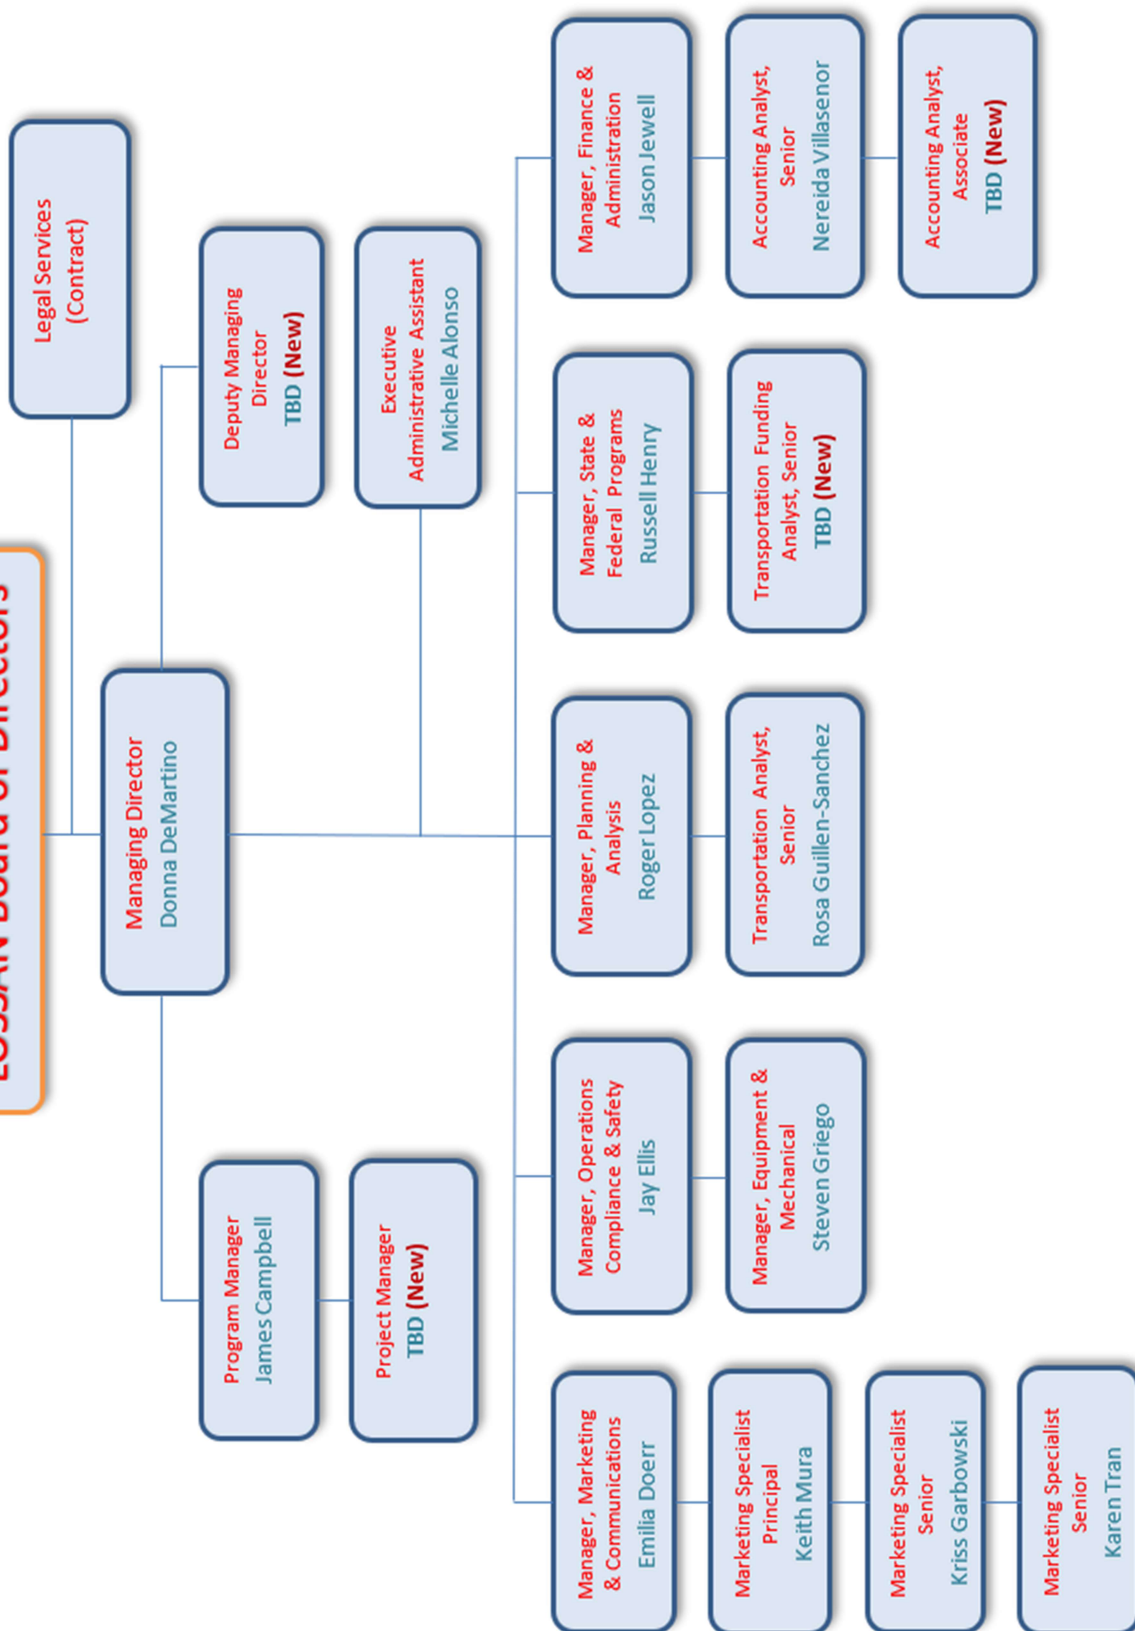 LOSSAN Board of Directors
Legal Services
(Contract)
Managing Director
Donna DeMartino
Program Manager
James Campbell
Deputy Managing
Director
TBD (New)
Project Manager
TBD (New)
Executive
Administrative Assistant
Michelle Alonso
Manager, Marketing
& Communications
Emilia Doerr
Marketing Specialist
Principal
Keith Mura
Marketing Specialist
Senior
Kriss Garbowski
Marketing Specialist
Senior
Karen Tran
Manager, Operations
Compliance & Safety
Jay Ellis
Manager, Equipment &
Mechanical
Steven Griego
Manager, Planning &
Analysis
Roger Lopez
Transportation Analyst,
Senior
Rosa Guillen-Sanchez
Manager, State &
Federal Programs
Russell Henry
Transportation Funding
Analyst, Senior
TBD (New)
Manager, Finance &
Administration
Jason Jewell
Accounting Analyst,
Senior
Nereida Villasenor
Accounting Analyst,
Associate
TBD (New)